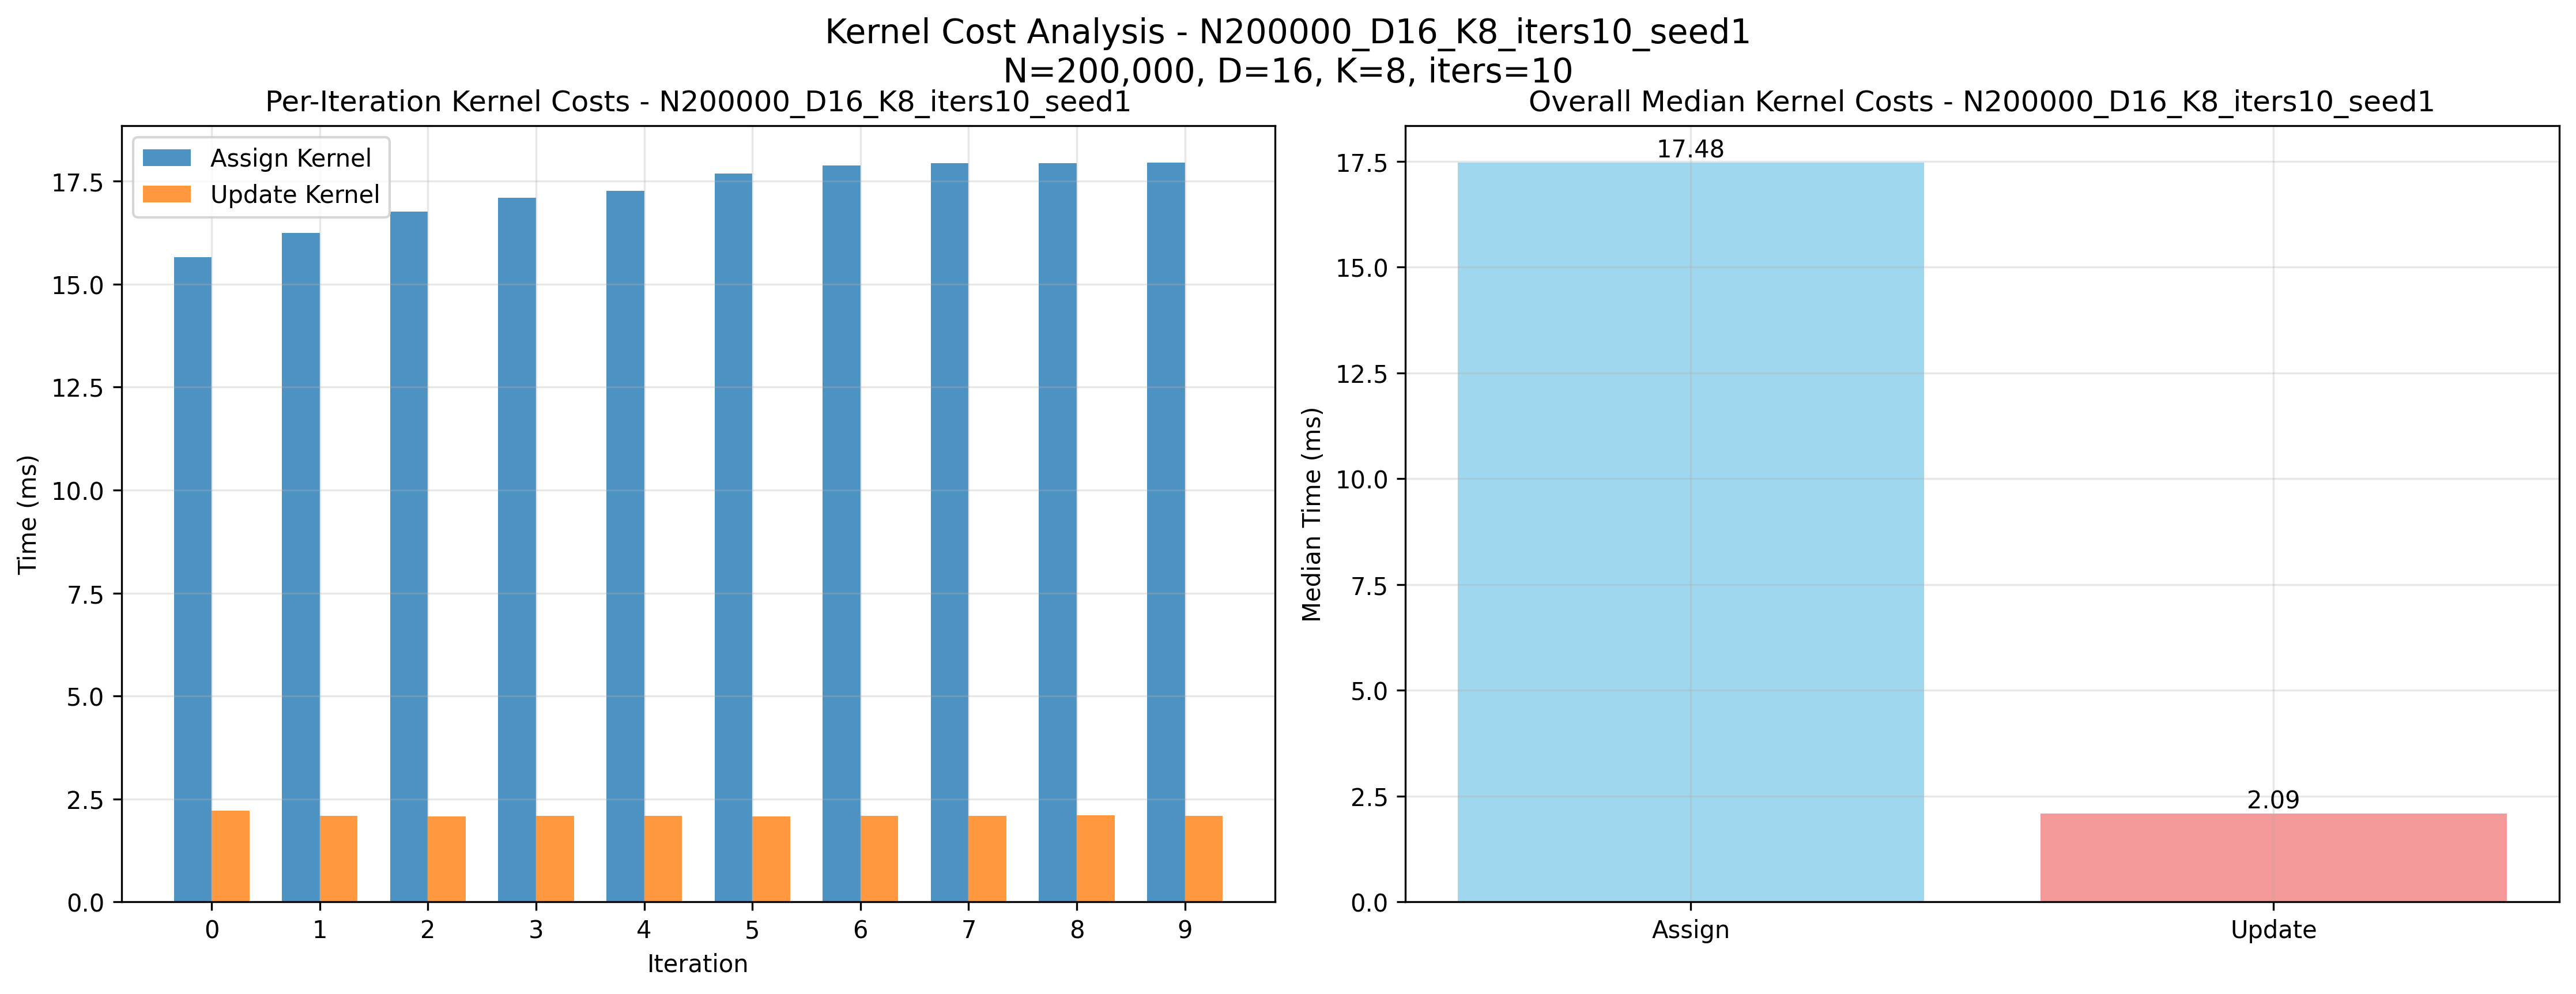 Kernel Cost Analysis - N200000_D16_K8_iters10_seed1
N=200,000, D=16, K=8, iters=10
Per-Iteration Kernel Costs - N200000_D16_K8_iters10_seed1
Assign Kernel
Update Kernel
Time (ms)
17.5
15.0
12.5
10.0
7.5
5.0
2.5
0.0
0 1 2 3 4 5 6 7 8 9
Iteration
Overall Median Kernel Costs - N200000_D16_K8_iters10_seed1
Median Time (ms)
17.5
15.0
12.5
10.0
7.5
5.0
2.5
0.0
17.48
2.09
Assign Update